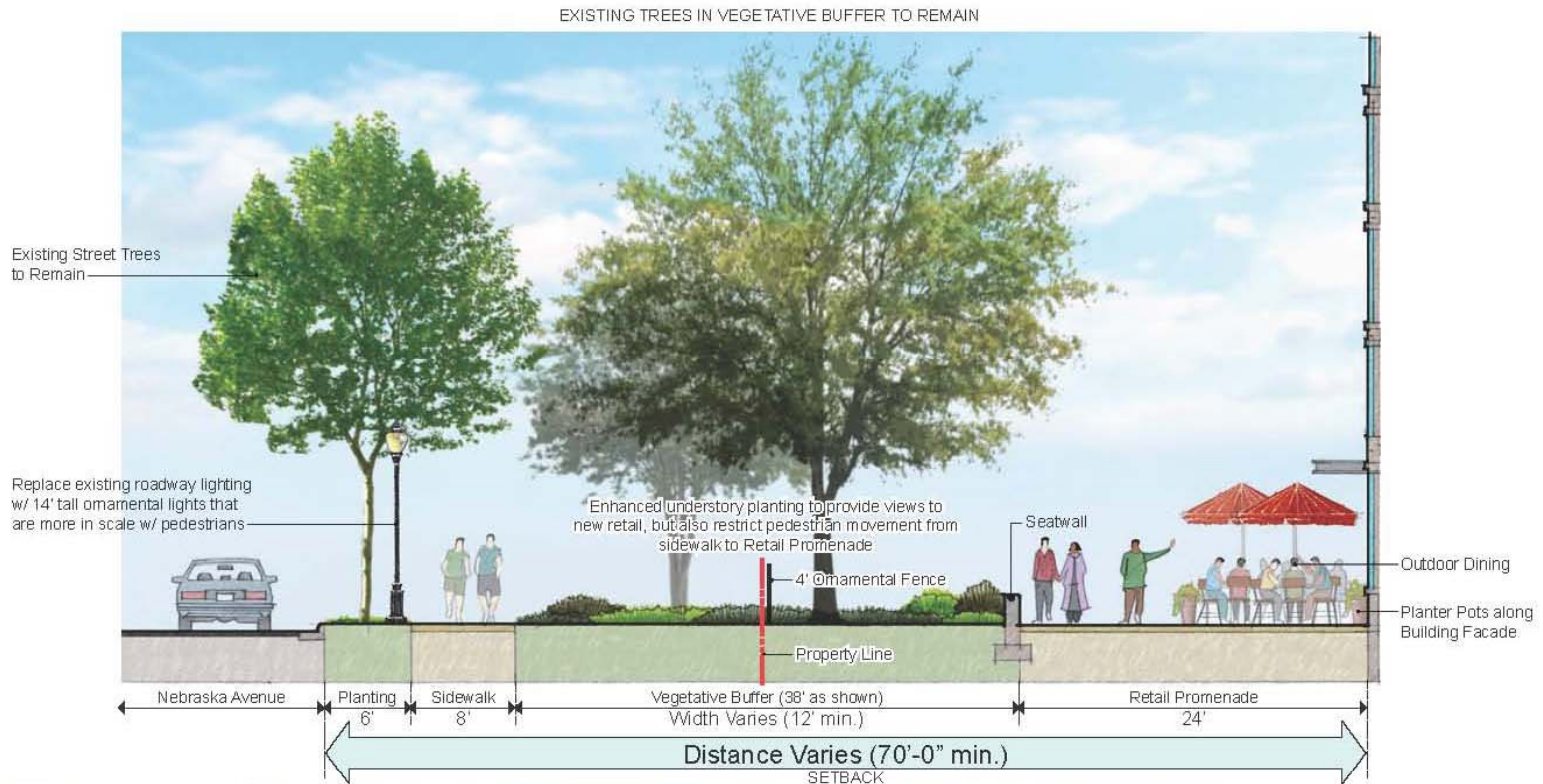 EXISTING TREES IN VEGETATIVE BUFFER TO REMAIN
Existing Street Trees
to Remain
Replace existing roadway lighting
w/ 14' tall ornamental lights that
are more in scale w/ pedestrians
Enhanced understory planting to provide views to
new retail, but also restrict pedestrian movement from
sidewalk to Retail Promenade
Seatwall
4' Ornamental Fence
Outdoor Dining
Planter Pots along
Building Facade
Property Line
Nebraska Avenue
Planting
6'
Sidewalk
8'
Vegetative Buffer (38' as shown)
Width Varies (12' min.)
Retail Promenade
24'
Distance Varies (70'-0" min.)
SETBACK